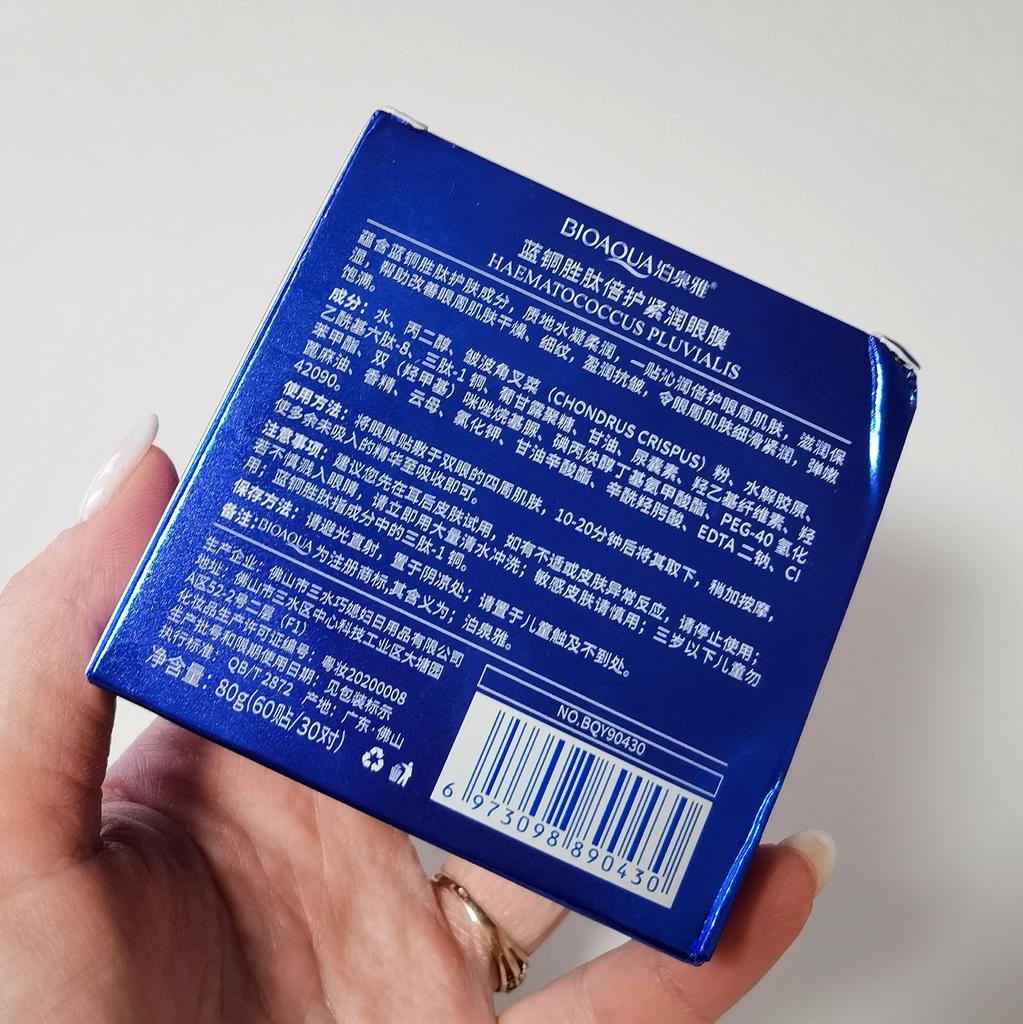 BIOAQUA泊泉雅®
蓝铜胜肽倍护紧润眼膜
HAEMATOCOCCUS PLUVIALIS
蕴含蓝铜胜肽护肤成分，质地水凝柔润，一贴沁润倍护眼周肌肤，滋润保
湿，帮助改善眼周肌肤干燥、细纹，盈润抗皱，令眼周肌肤细滑紧润，弹嫩
饱满。
成分：水、丙二醇、皱波角叉菜（CHONDRUS CRISPUS）粉、水解胶原、
乙酰基六肽-8、三肽-1 铜、葡甘露聚糖、甘油、尿囊素、羟乙基纤维素、羟
苯甲酯、双（羟甲基）咪唑烷基脲、碘丙炔醇丁基氨甲酸酯、PEG-40 氢化
蓖麻油、香精、云母、氯化钾、甘油辛酸酯、辛酰羟肟酸、EDTA 二钠、CI
42090。
使用方法：将眼膜贴敷于双眼的四周肌肤，10-20分钟后将其取下，稍加按摩，
使多余未吸入的精华至吸收即可。
注意事项：建议您先在耳后皮肤试用，如有不适或皮肤异常反应，请停止使用；
若不慎溅入眼睛，请立即用大量清水冲洗；敏感皮肤请慎用；三岁以下儿童勿
用；蓝铜胜肽指成分中的三肽-1 铜。
保存方法：请避光直射，置于阴凉处；请置于儿童触及不到处。
备注：BIOAQUA 为注册商标,其含义为；泊泉雅。
生产企业：佛山市三水巧媳妇日用品有限公司
地址：佛山市三水区中心科技工业区大塘园
A区52-2号二层（F1）
化妆品生产许可证编号：粤妆20200008
生产批号和限期使用日期：见包装标示
执行标准：QB/T 2872 产地：广东·佛山
净含量：80g(60贴/30对)
NO.BQY90430
6 973098 890430